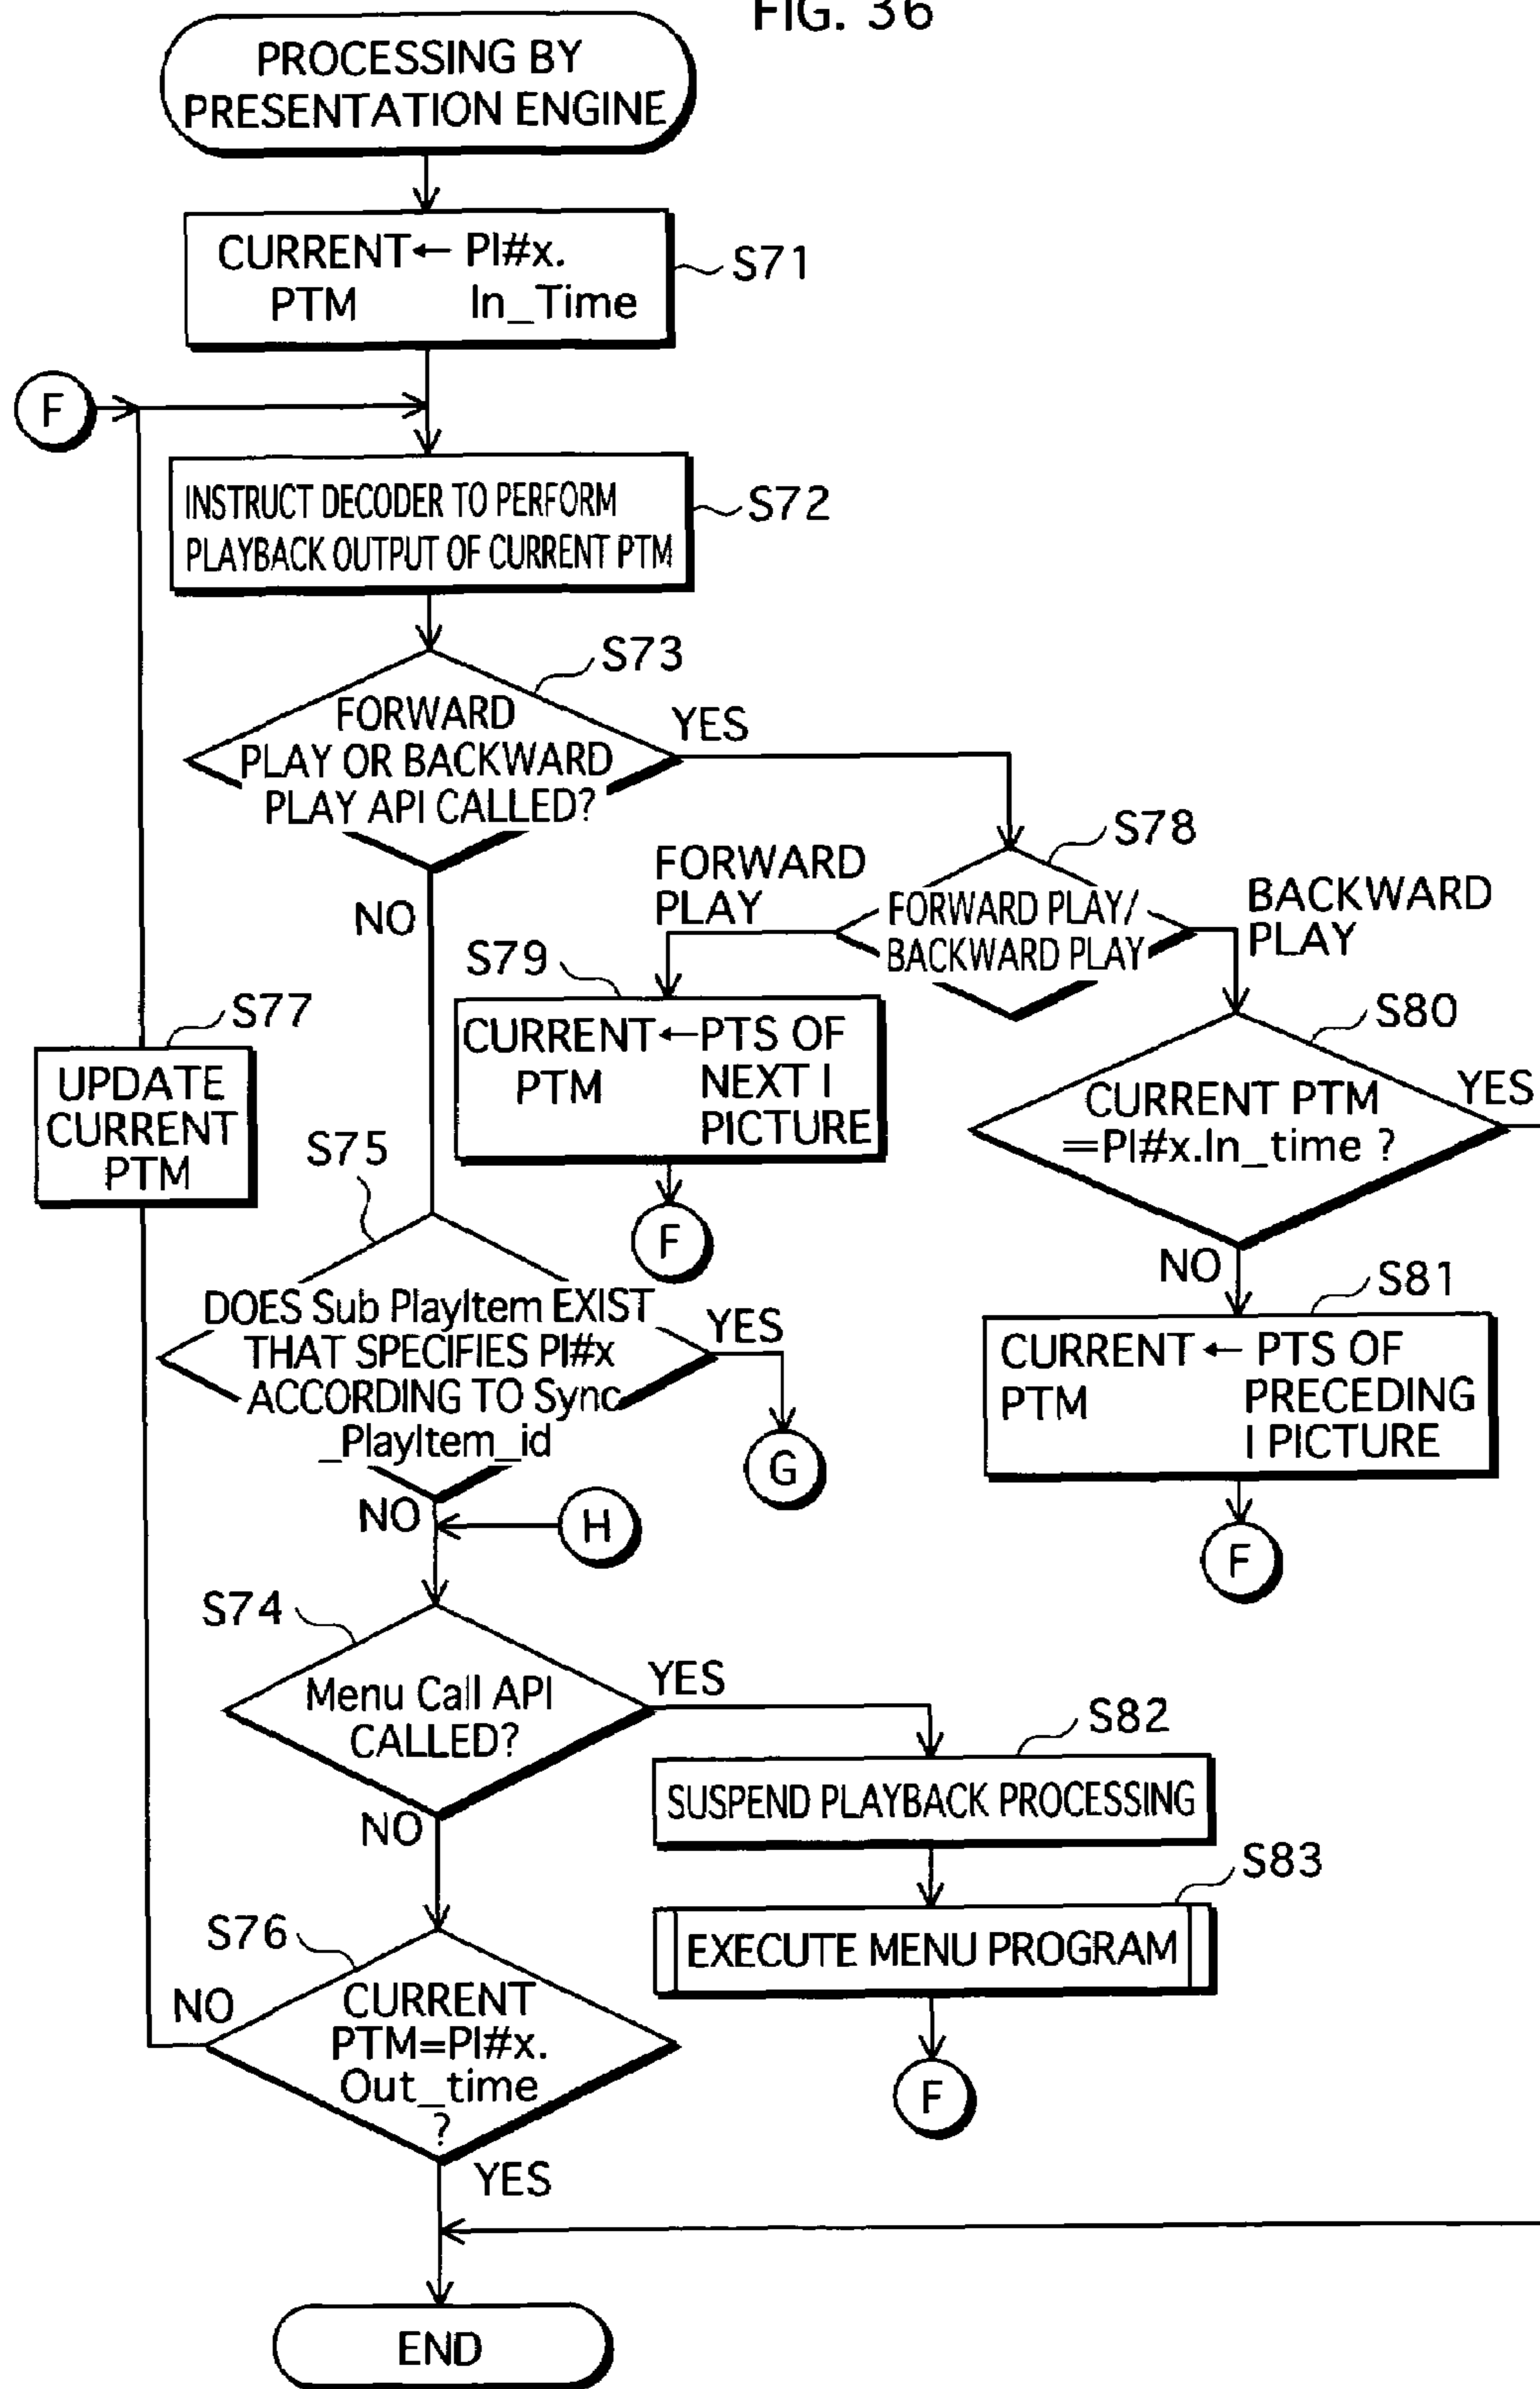 FIG. 36
PROCESSING BY
PRESENTATION ENGINE
CURRENT← PI#x.
PTM In_Time
S71
F
INSTRUCT DECODER TO PERFORM
PLAYBACK OUTPUT OF CURRENT PTM
S72
S73
FORWARD
PLAY OR BACKWARD
PLAY API CALLED?
YES
NO
S78
FORWARD PLAY/
BACKWARD PLAY
FORWARD
PLAY
BACKWARD
PLAY
S79
CURRENT←PTS OF
PTM NEXT I
PICTURE
F
S80
CURRENT PTM
=PI#x.In_time ?
YES
NO
S81
CURRENT ← PTS OF
PTM PRECEDING
I PICTURE
F
S77
UPDATE
CURRENT
PTM
S75
DOES Sub PlayItem EXIST
THAT SPECIFIES PI#x
ACCORDING TO Sync
_PlayItem_id
YES
G
NO
H
S74
Menu Call API
CALLED?
YES
NO
S82
SUSPEND PLAYBACK PROCESSING
S83
EXECUTE MENU PROGRAM
F
S76
CURRENT
PTM=PI#x.
Out_time
?
NO
YES
END